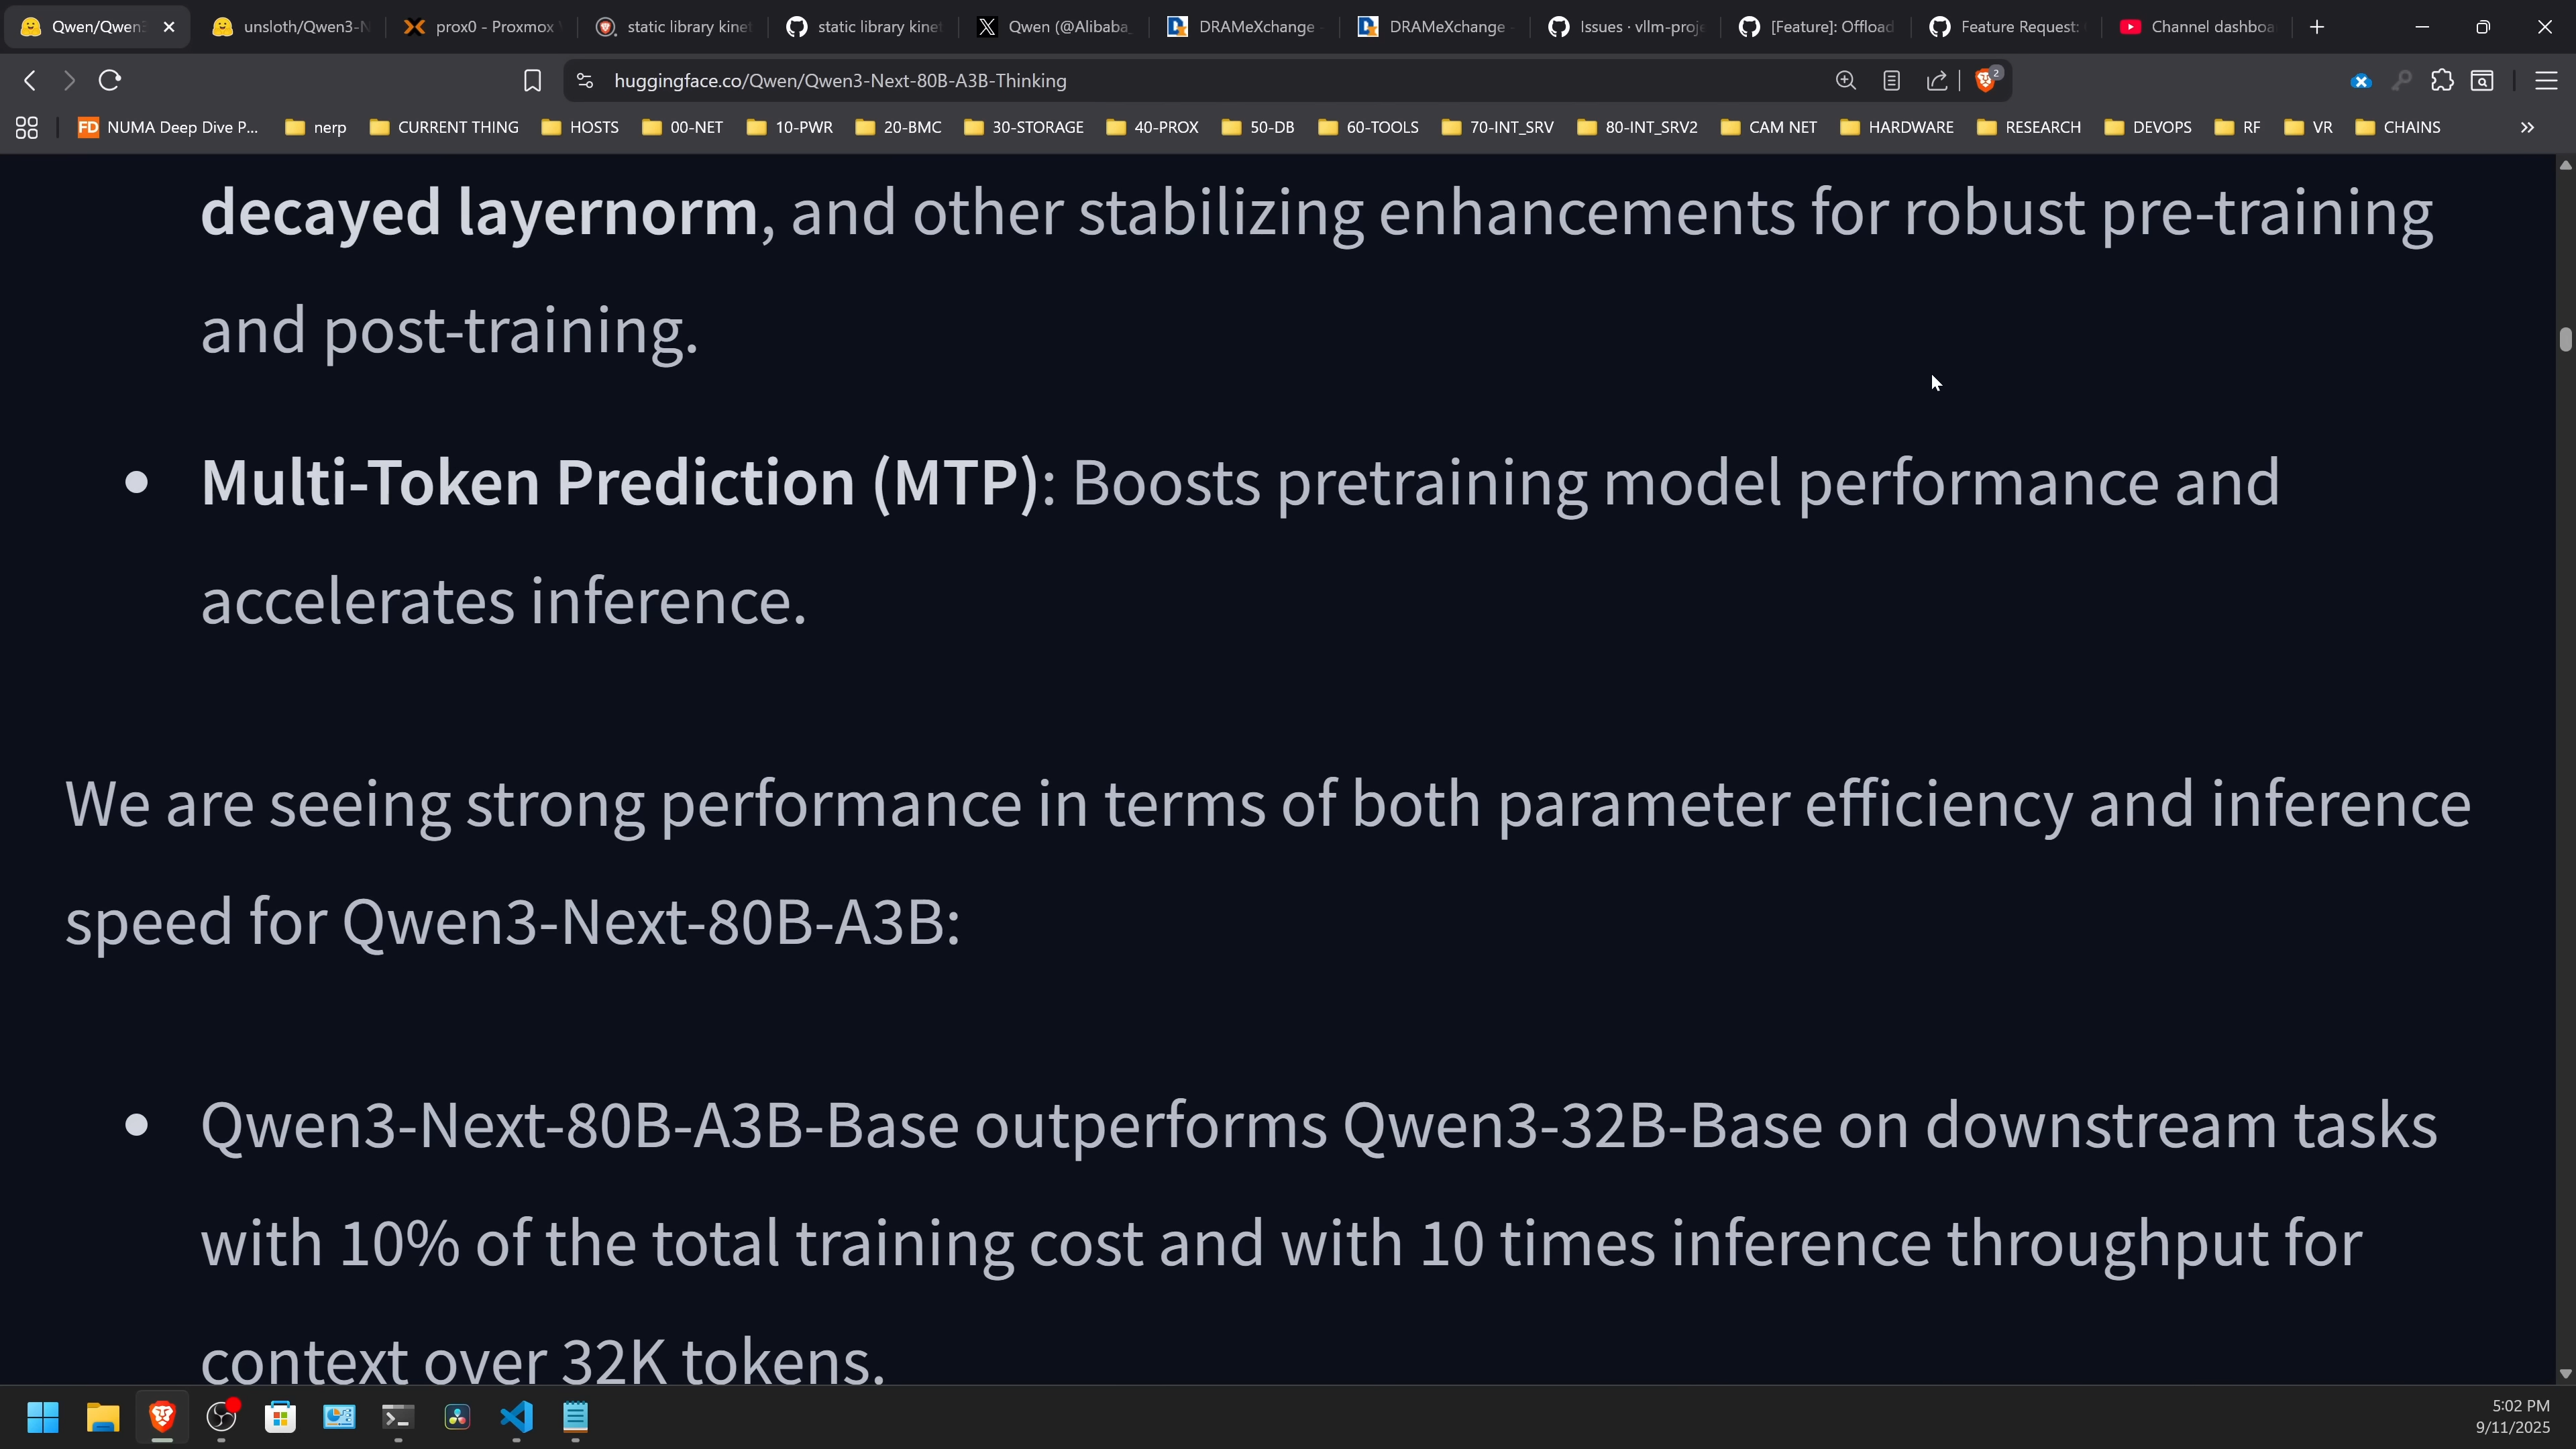 Qwen/Qwen3
unsloth/Qwen3-N
prox0 - Proxmox
static library kine
static library kine
Qwen (@Alibaba_
DRAMeXchange -
DRAMeXchange -
Issues · vllm-proje
[Feature]: Offload
Feature Request:
Channel dashboa
huggingface.co/Qwen/Qwen3-Next-80B-A3B-Thinking
2
FD NUMA Deep Dive P...
nerp
CURRENT THING
HOSTS
00-NET
10-PWR
20-BMC
30-STORAGE
40-PROX
50-DB
60-TOOLS
70-INT_SRV
80-INT_SRV2
CAM NET
HARDWARE
RESEARCH
DEVOPS
RF
VR
CHAINS
decayed layernorm, and other stabilizing enhancements for robust pre-training
and post-training.
• Multi-Token Prediction (MTP): Boosts pretraining model performance and
accelerates inference.
We are seeing strong performance in terms of both parameter efficiency and inference
speed for Qwen3-Next-80B-A3B:
• Qwen3-Next-80B-A3B-Base outperforms Qwen3-32B-Base on downstream tasks
with 10% of the total training cost and with 10 times inference throughput for
context over 32K tokens.
5:02 PM
9/11/2025